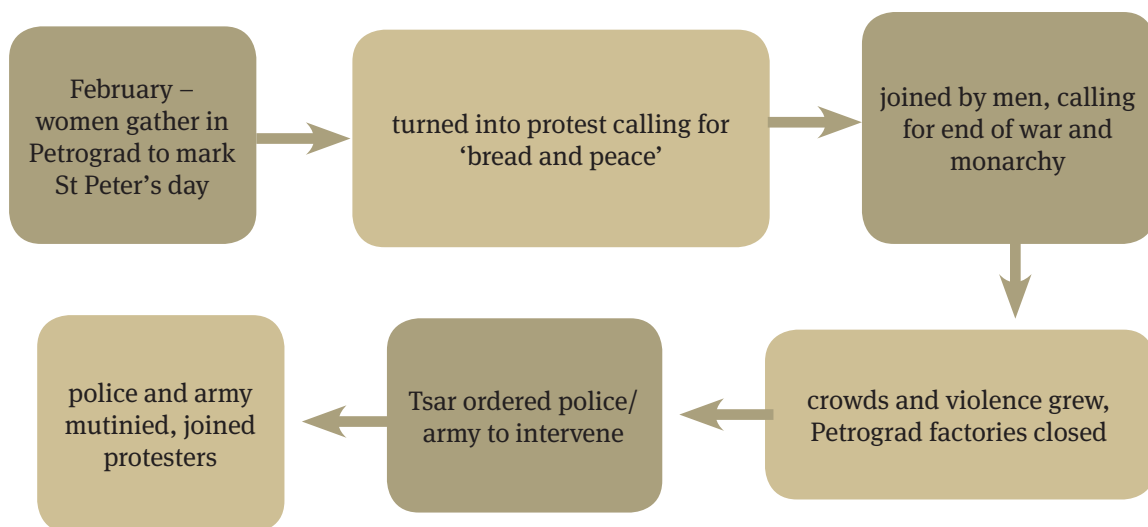 February –
women gather in
Petrograd to mark
St Peter’s day
turned into protest calling for
‘bread and peace’
joined by men, calling
for end of war and
monarchy
crowds and violence grew,
Petrograd factories closed
Tsar ordered police/
army to intervene
police and army
mutinied, joined
protesters